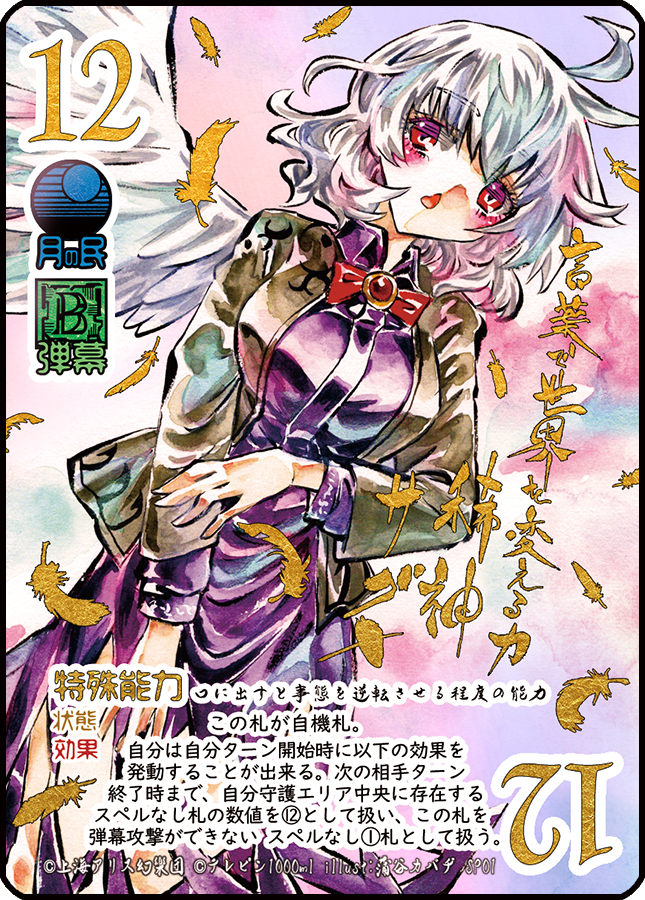 12
月の民
B
弾幕
言葉で世界を変える力
稀神
サグメ
特殊能力 口に出すと事態を逆転させる程度の能力
状態 この札が自機札。
効果 自分は自分ターン開始時に以下の効果を
発動することが出来る。次の相手ターン
終了時まで、自分守護エリア中央に存在する
スペルなし札の数値を⑫として扱い、この札を
弾幕攻撃ができない スペルなし①札として扱う。
12
©上海アリス幻樂団 ©テレピン1000ml illust:蒲谷カバヂ SP01